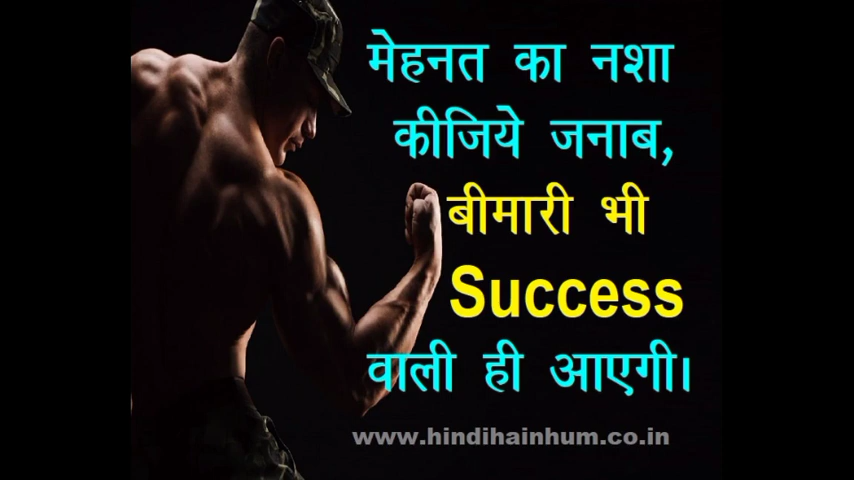 मेहनत का नशा
कीजिये जनाब,
बीमारी भी
Success
वाली ही आएगी।
www.hindihainhum.co.in